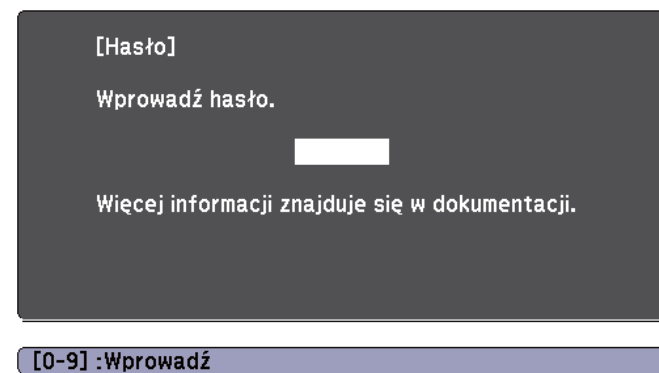 [Hasło]
Wprowadź hasło.
Więcej informacji znajduje się w dokumentacji.
[0-9] :Wprowadź